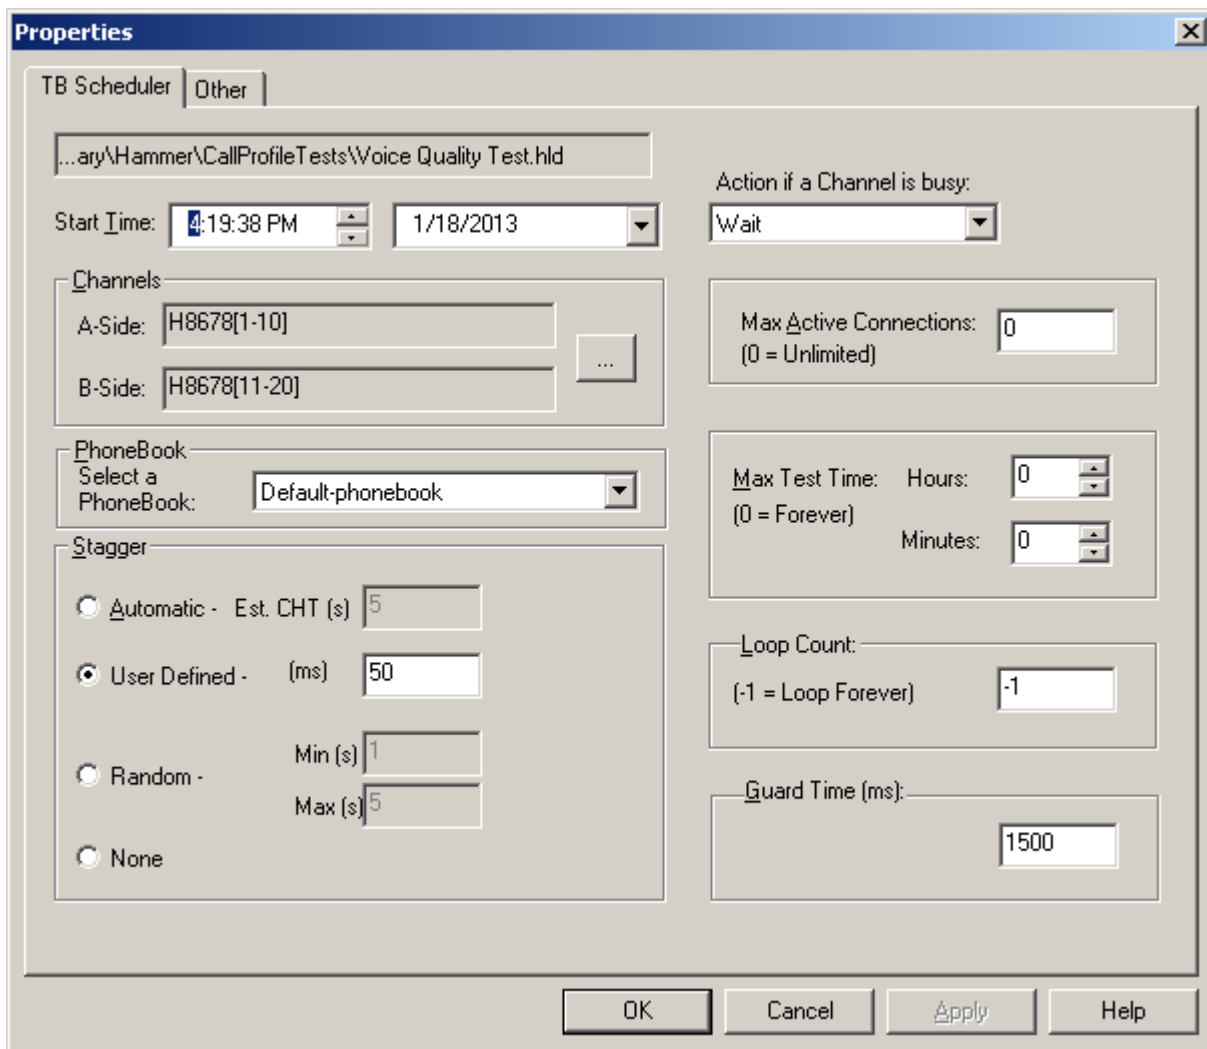 Properties
TB Scheduler Other
...ary\Hammer\CallProfileTests\Voice Quality Test.hld
Action if a Channel is busy:
Start Time: 4:19:38 PM 1/18/2013 Wait
Channels
A-Side: H8678[1-10]
...
B-Side: H8678[11-20]
Max Active Connections: 0
(0 = Unlimited)
PhoneBook
Select a
PhoneBook: Default-phonebook
Max Test Time: Hours: 0
(0 = Forever)
Minutes: 0
Stagger
Automatic - Est. CHT (s) 5
User Defined - (ms) 50
Random -
Min (s) 1
Max (s) 5
None
Loop Count:
(-1 = Loop Forever) -1
Guard Time (ms):
1500
OK Cancel Apply Help